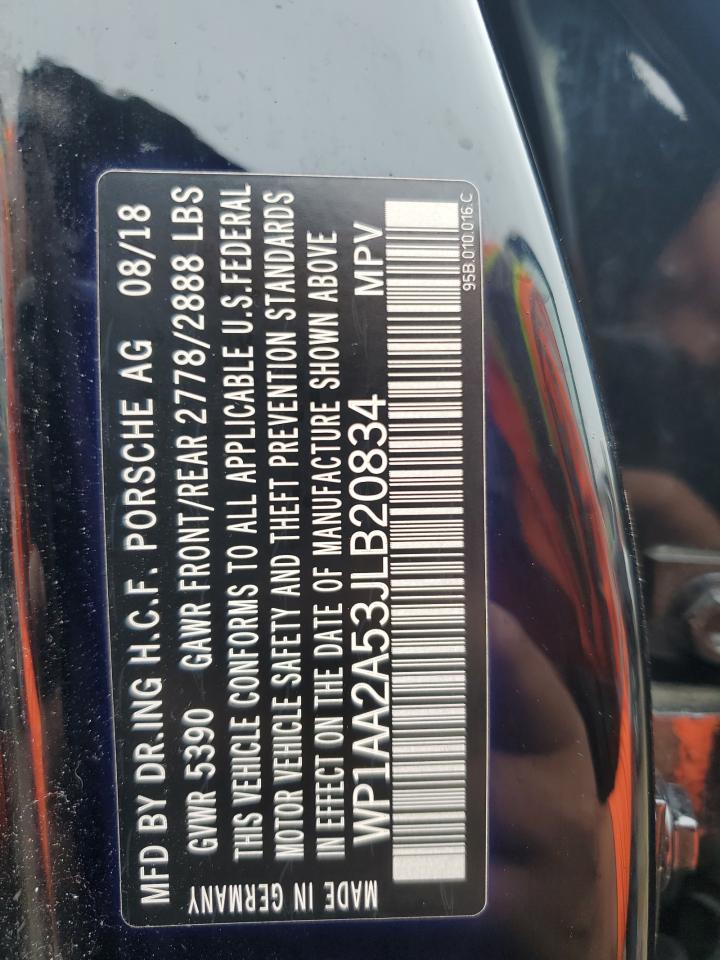 MFD BY DR.ING H.C.F. PORSCHE AG 08/18
GVWR 5390 GAWR FRONT/REAR 2778/2888 LBS
THIS VEHICLE CONFORMS TO ALL APPLICABLE U.S.FEDERAL
MOTOR VEHICLE SAFETY AND THEFT PREVENTION STANDARDS
IN EFFECT ON THE DATE OF MANUFACTURE SHOWN ABOVE
WP1AA2A53JLB20834 MPV
MADE IN GERMANY
95B.010.016.C